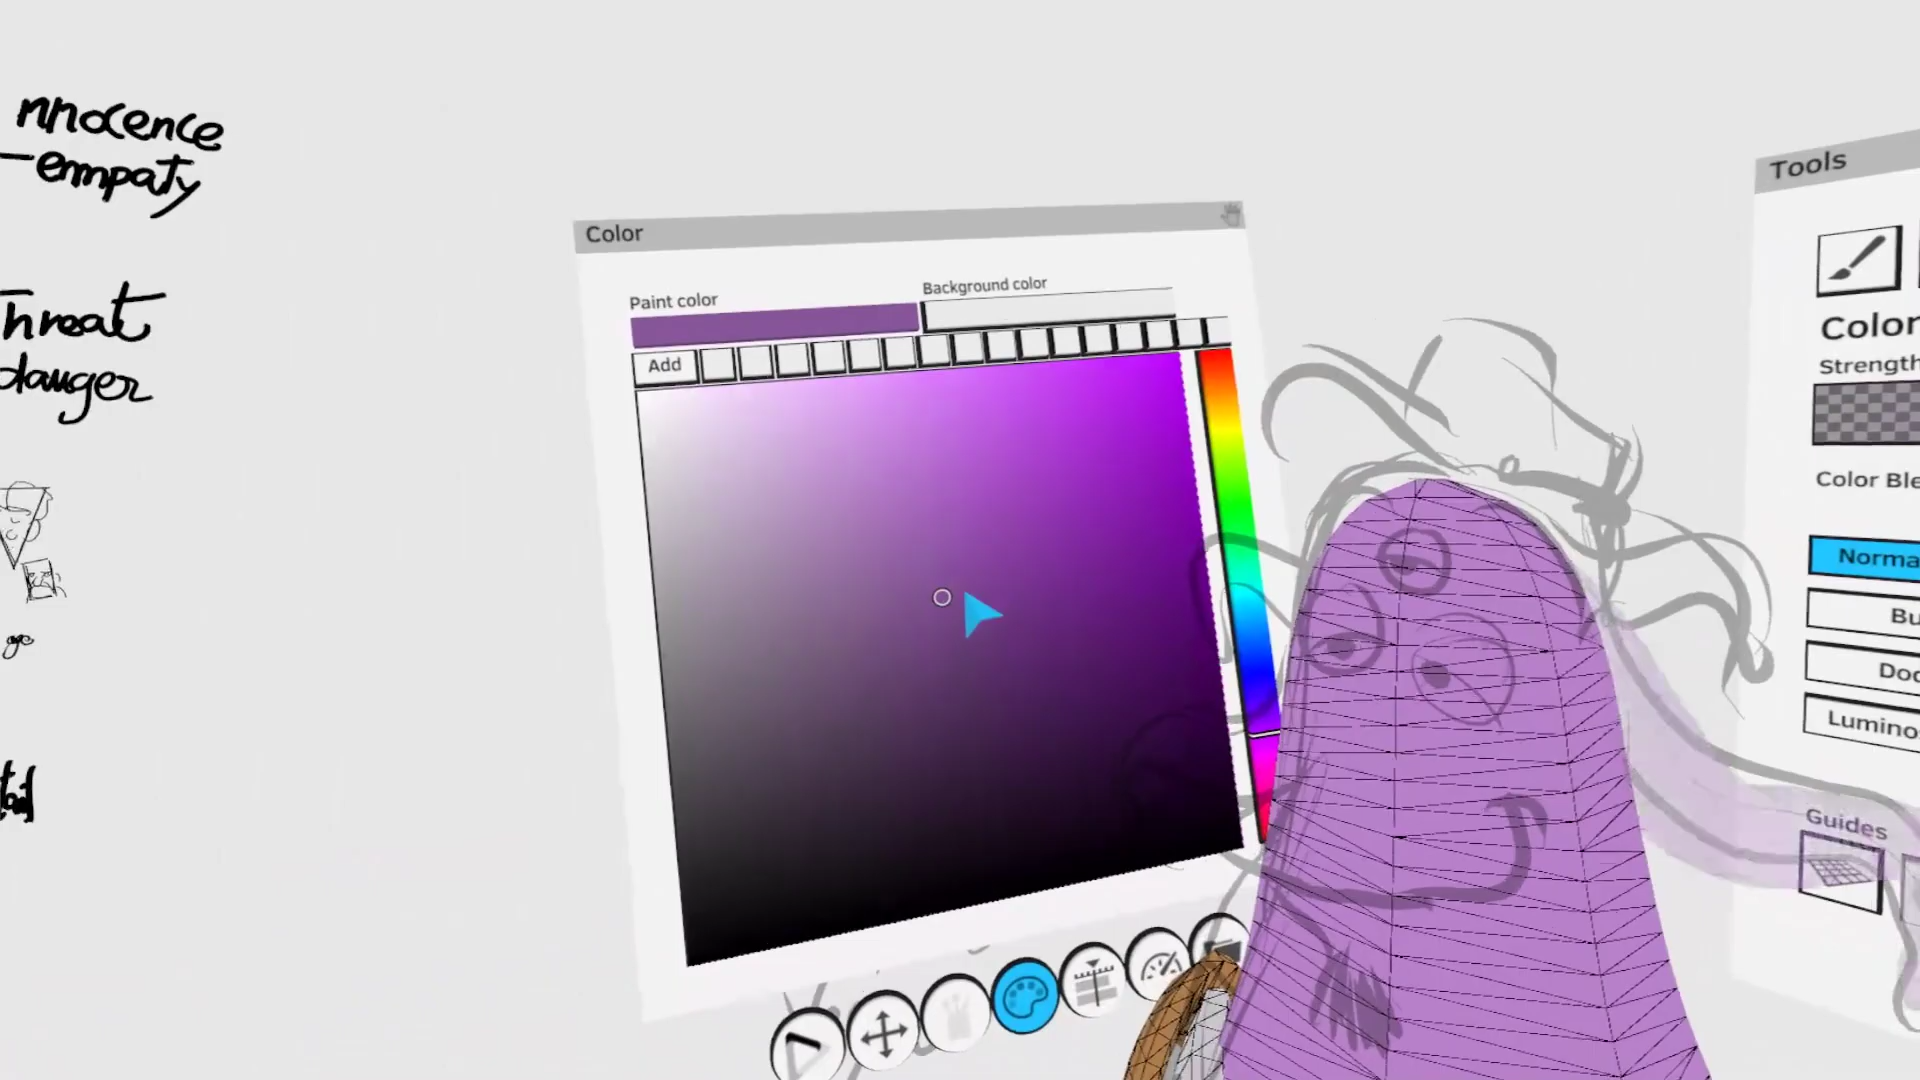 nnocence
-empaty
Threat
danger
Color
Paint color
Background color
Add
Tools
Color
Strength
Color Ble
Norma
Bu
Dod
Lumino
Guides